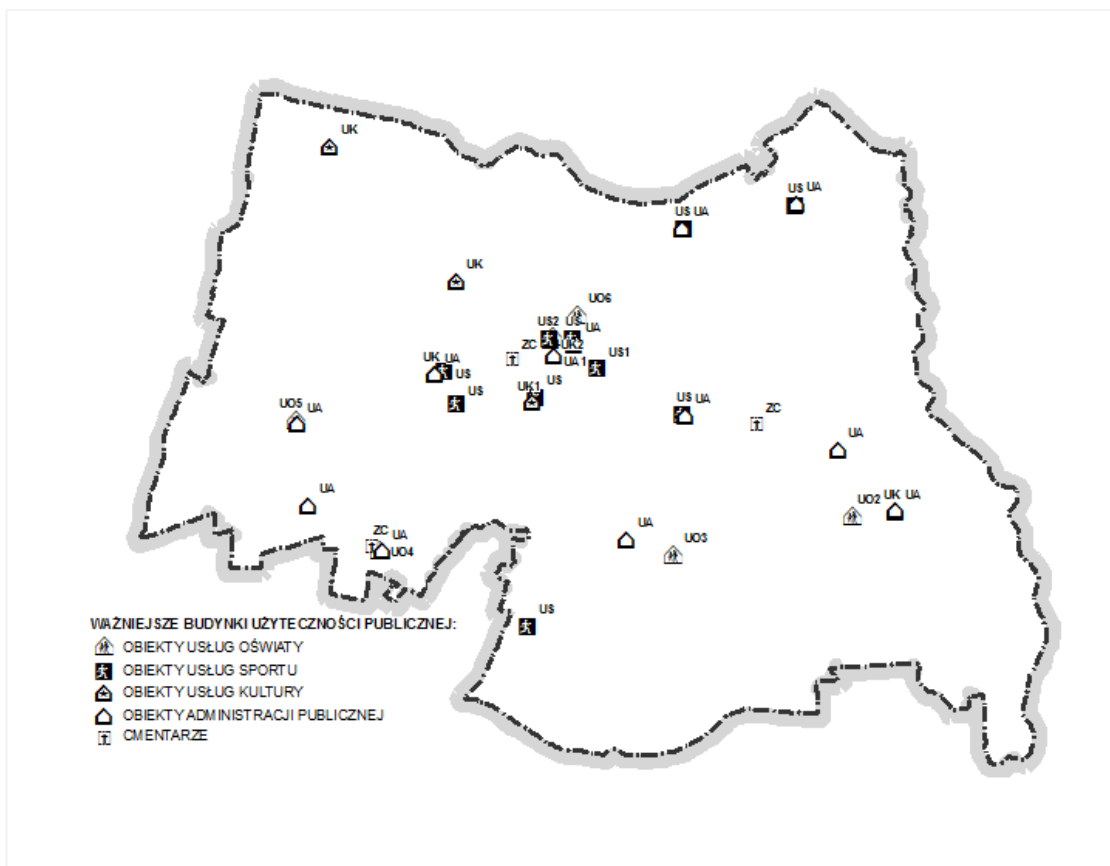 UK
US UA
US UA
UK
UO6
US2 US
UA
ZC
UK2
UA1
US1
UK UA
US
US
UK1 US
UO5 UA
US UA
ZC
UA
UA
UO2
UK UA
ZC
UA
UO4
UA
UO3
US
WAŻNIEJSZE BUDYNKI UŻYTECZNOŚCI PUBLICZNEJ:
OBIEKTY USŁUG OŚWIATY
OBIEKTY USŁUG SPORTU
OBIEKTY USŁUG KULTURY
OBIEKTY ADMINISTRACJI PUBLICZNEJ
CMENTARZE